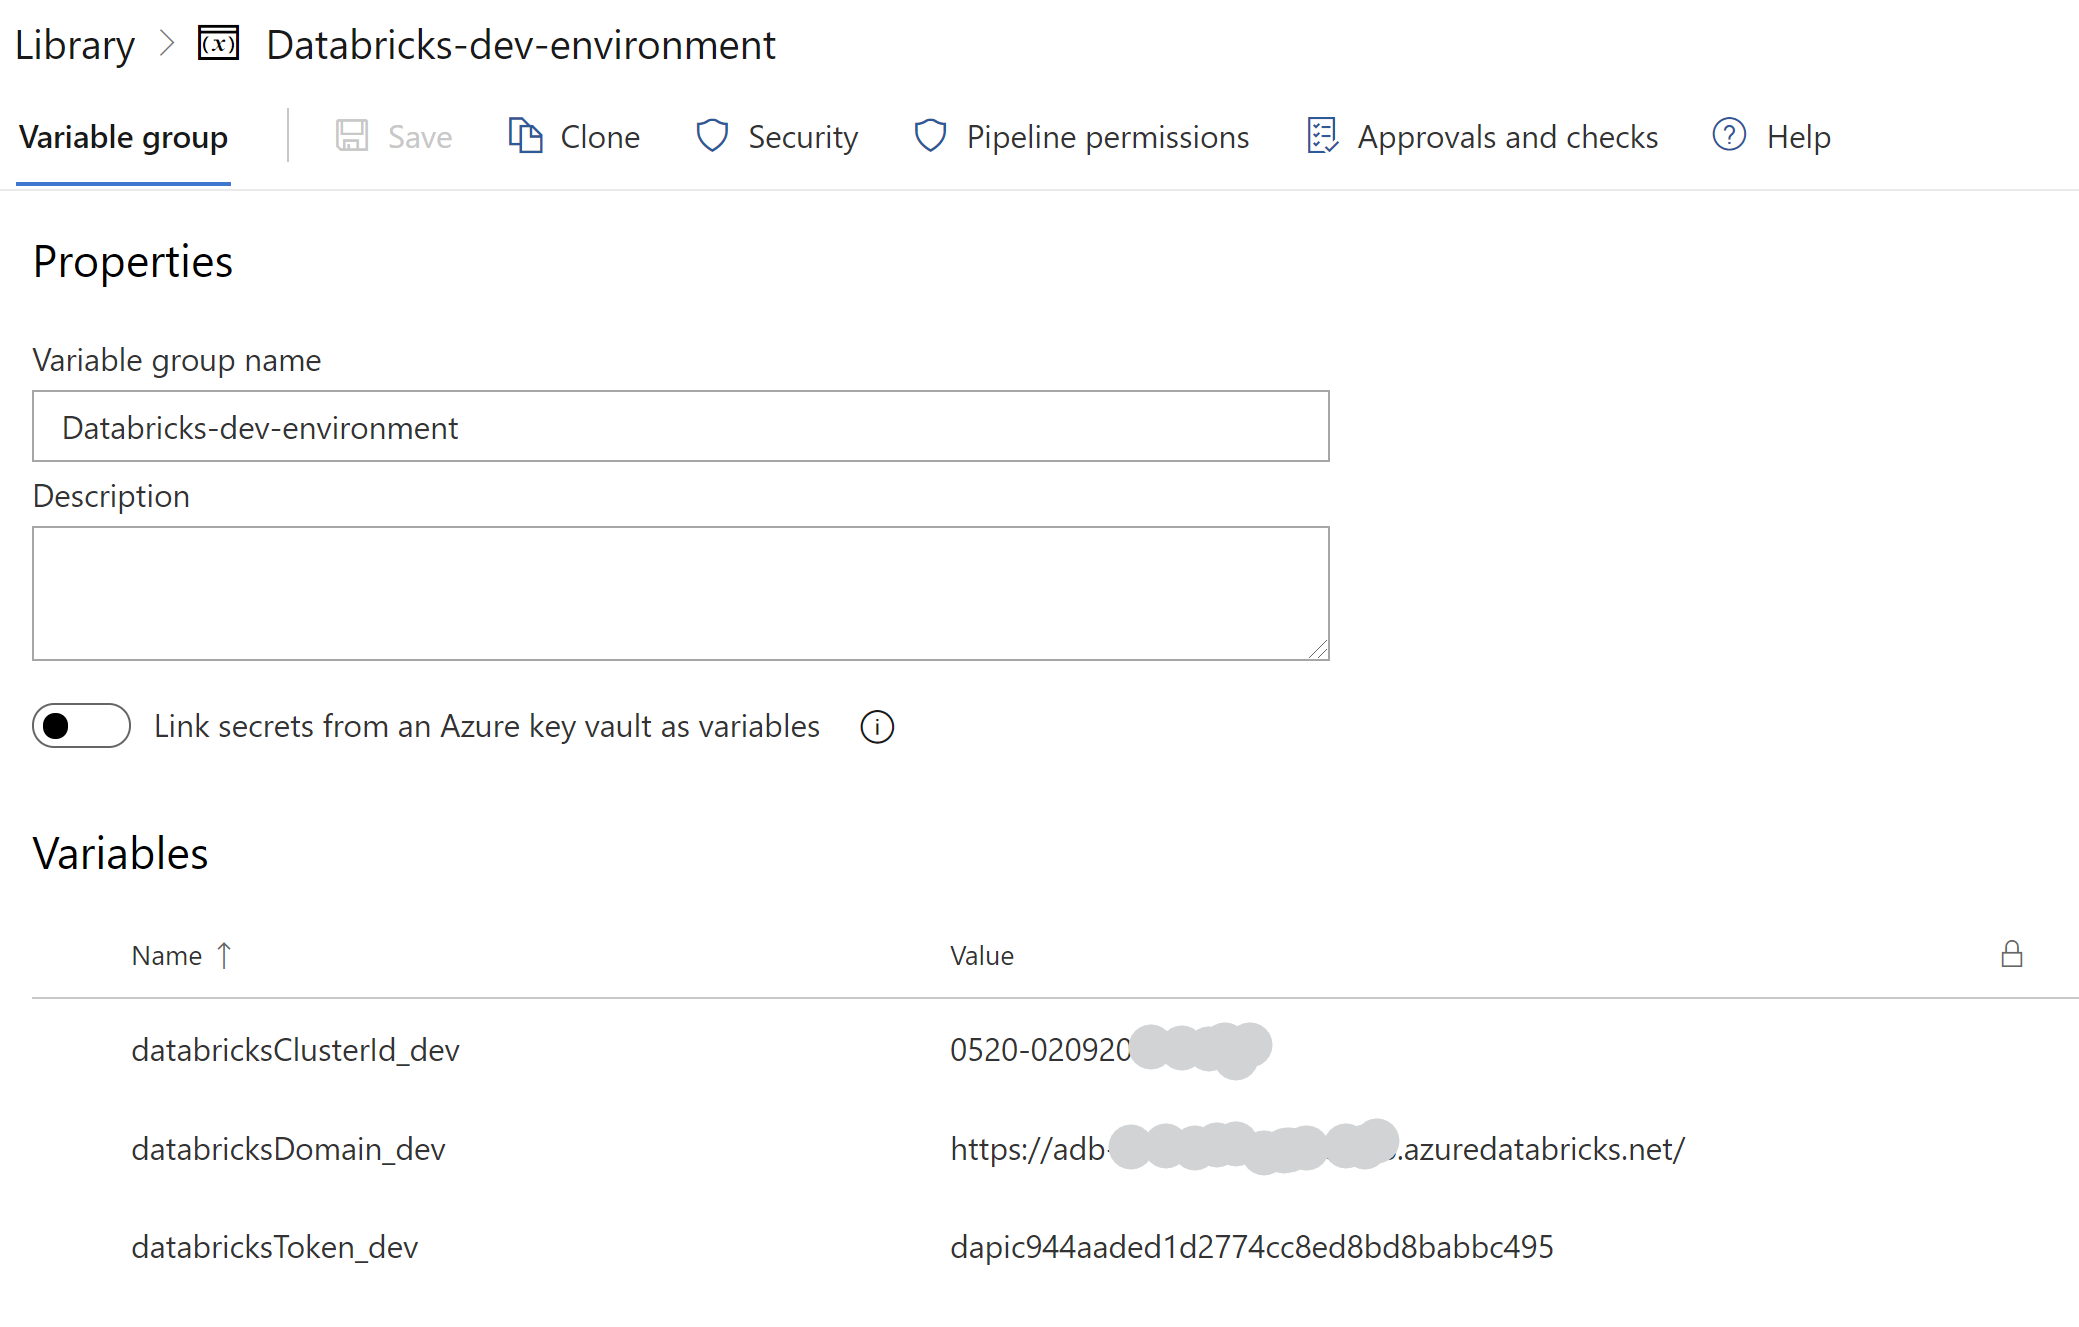 Library > Databricks-dev-environment
Variable group Save Clone Security Pipeline permissions Approvals and checks Help
Properties
Variable group name
Databricks-dev-environment
Description
Link secrets from an Azure key vault as variables
Variables
Name ↑ Value
databricksClusterId_dev 0520-020920
databricksDomain_dev https://adb- .azuredatabricks.net/
databricksToken_dev dapic944aaded1d2774cc8ed8bd8babbc495